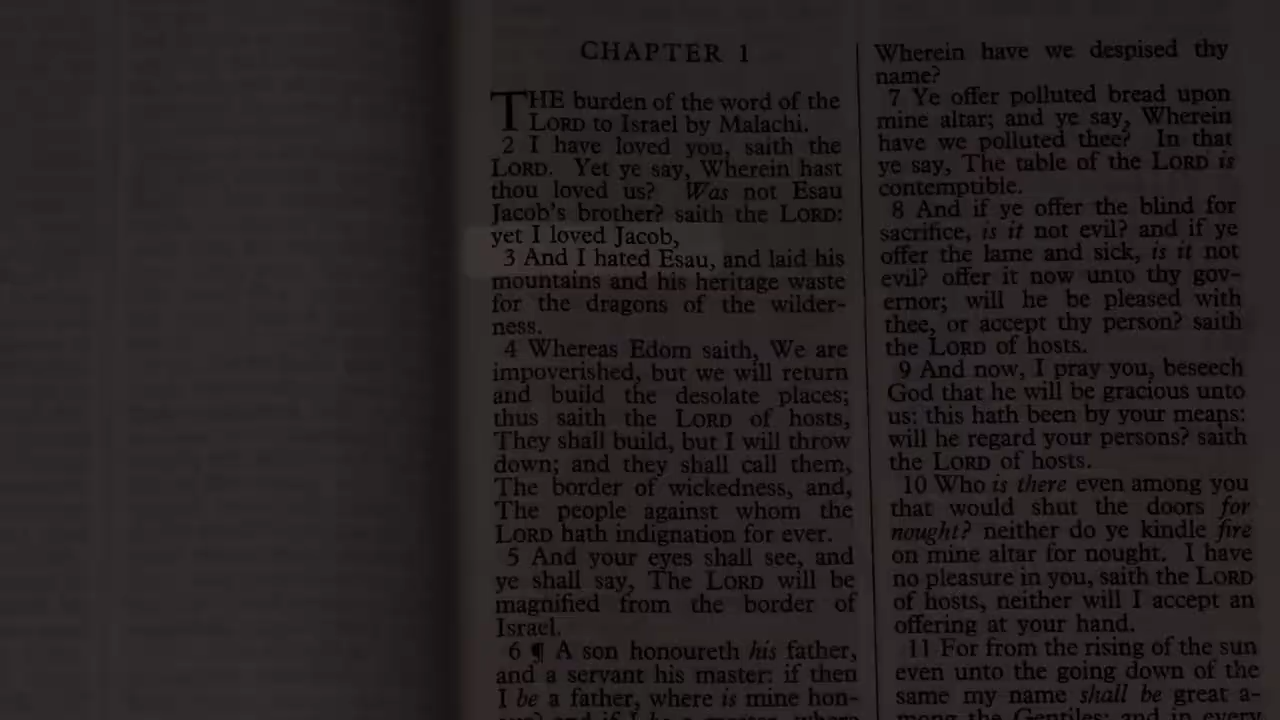 CHAPTER 1
THE burden of the word of the
LORD to Israel by Malachi.
2 I have loved you, saith the
LORD. Yet ye say, Wherein hast
thou loved us? Was not Esau
Jacob's brother? saith the LORD:
yet I loved Jacob,
3 And I hated Esau, and laid his
mountains and his heritage waste
for the dragons of the wilder-
ness.
4 Whereas Edom saith, We are
impoverished, but we will return
and build the desolate places;
thus saith the LORD of hosts,
They shall build, but I will throw
down; and they shall call them,
The border of wickedness, and,
The people against whom the
LORD hath indignation for ever.
5 And your eyes shall see, and
ye shall say, The LORD will be
magnified from the border of
Israel.
6 ¶ A son honoureth his father,
and a servant his master: if then
I be a father, where is mine hon-
our? and if I be a master, where
Wherein have we despised thy
name?
7 Ye offer polluted bread upon
mine altar; and ye say, Wherein
have we polluted thee? In that
ye say, The table of the LORD is
contemptible.
8 And if ye offer the blind for
sacrifice, is it not evil? and if ye
offer the lame and sick, is it not
evil? offer it now unto thy gov-
ernor; will he be pleased with
thee, or accept thy person? saith
the LORD of hosts.
9 And now, I pray you, beseech
God that he will be gracious unto
us: this hath been by your means:
will he regard your persons? saith
the LORD of hosts.
10 Who is there even among you
that would shut the doors for
nought? neither do ye kindle fire
on mine altar for nought. I have
no pleasure in you, saith the LORD
of hosts, neither will I accept an
offering at your hand.
11 For from the rising of the sun
even unto the going down of the
same my name shall be great a-
mong the Gentiles; and in every